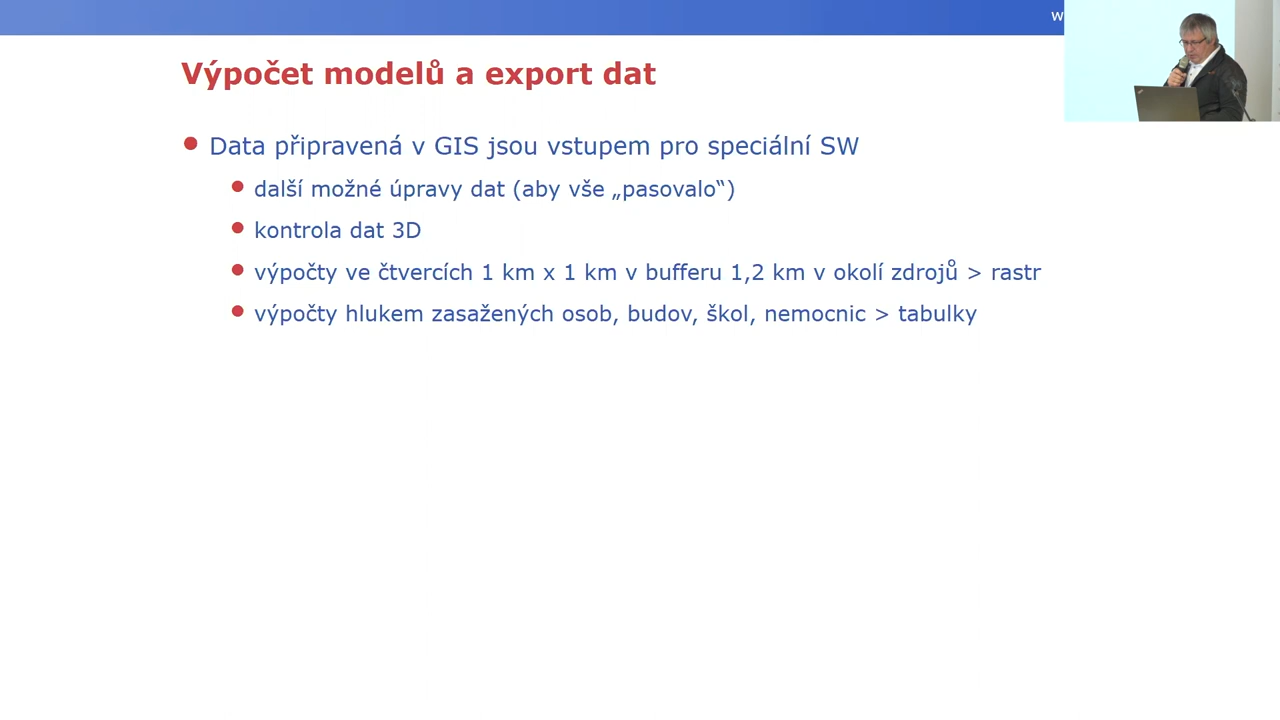 w
Výpočet modelů a export dat
Data připravená v GIS jsou vstupem pro speciální SW
další možné úpravy dat (aby vše „pasovalo“)
kontrola dat 3D
výpočty ve čtvercích 1 km x 1 km v bufferu 1,2 km v okolí zdrojů > rastr
výpočty hlukem zasažených osob, budov, škol, nemocnic > tabulky